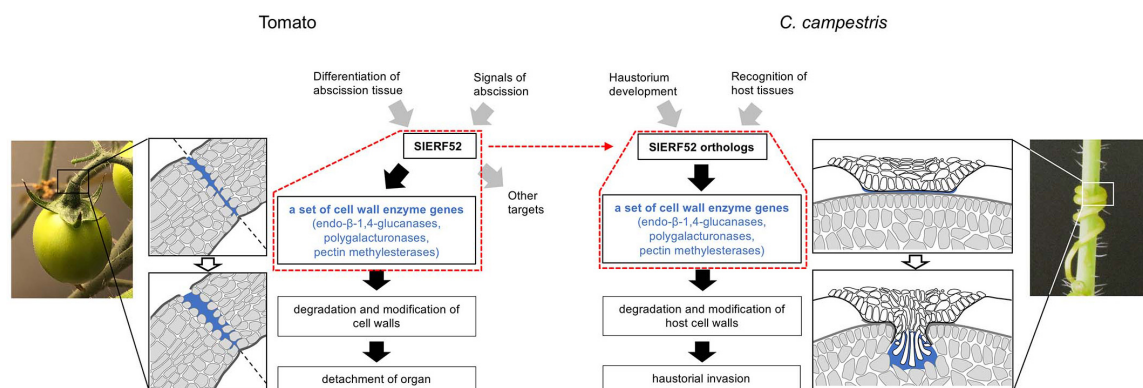 Tomato
C. campestris
Differentiation of
abscission tissue
Signals of
abscission
SlERF52
Other
targets
a set of cell wall enzyme genes
(endo-β-1,4-glucanases,
polygalacturonases,
pectin methylesterases)
degradation and modification of
cell walls
detachment of organ
Haustorium
development
Recognition of
host tissues
SlERF52 orthologs
a set of cell wall enzyme genes
(endo-β-1,4-glucanases,
polygalacturonases,
pectin methylesterases)
degradation and modification of
host cell walls
haustorial invasion